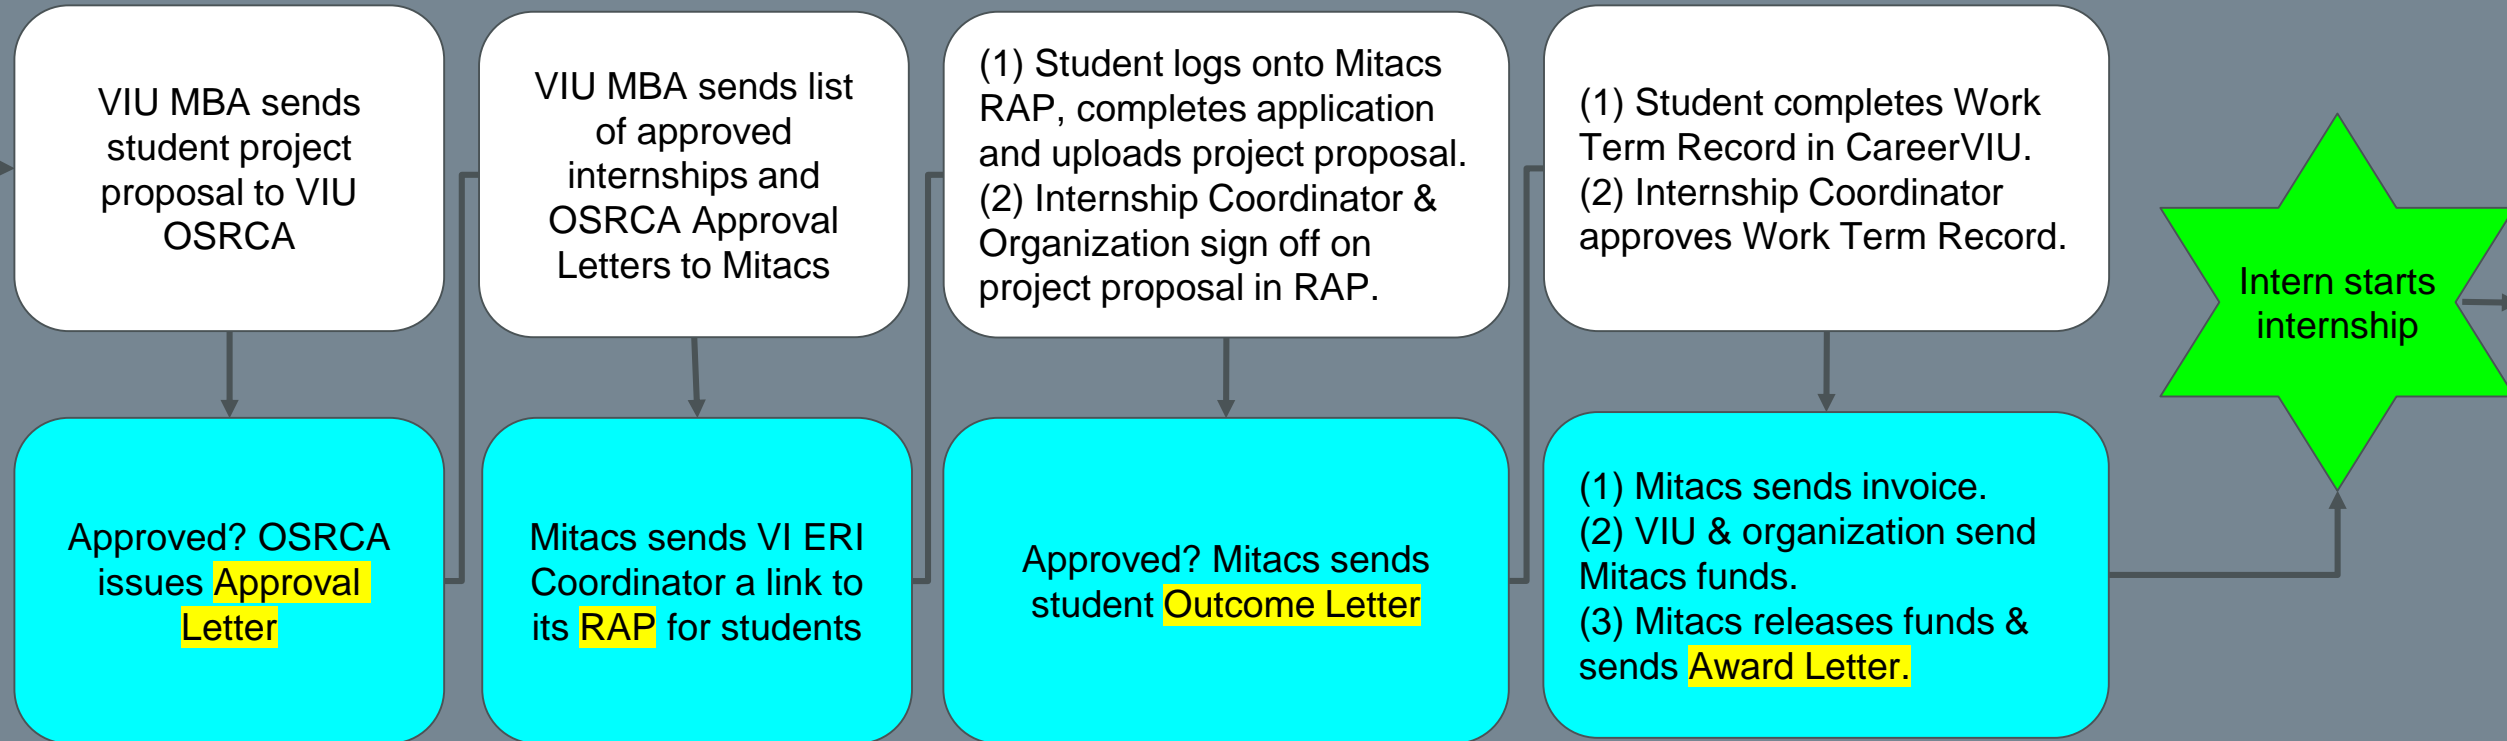 VIU MBA sends
student project
proposal to VIU
OSRCA
Approved? OSRCA
issues Approval
Letter
VIU MBA sends list
of approved
internships and
OSRCA Approval
Letters to Mitacs
Mitacs sends VI ERI
Coordinator a link to
its RAP for students
(1) Student logs onto Mitacs
RAP, completes application
and uploads project proposal.
(2) Internship Coordinator &
Organization sign off on
project proposal in RAP.
Approved? Mitacs sends
student Outcome Letter
(1) Student completes Work
Term Record in CareerVIU.
(2) Internship Coordinator
approves Work Term Record.
(1) Mitacs sends invoice.
(2) VIU & organization send
Mitacs funds.
(3) Mitacs releases funds &
sends Award Letter.
Intern starts
internship